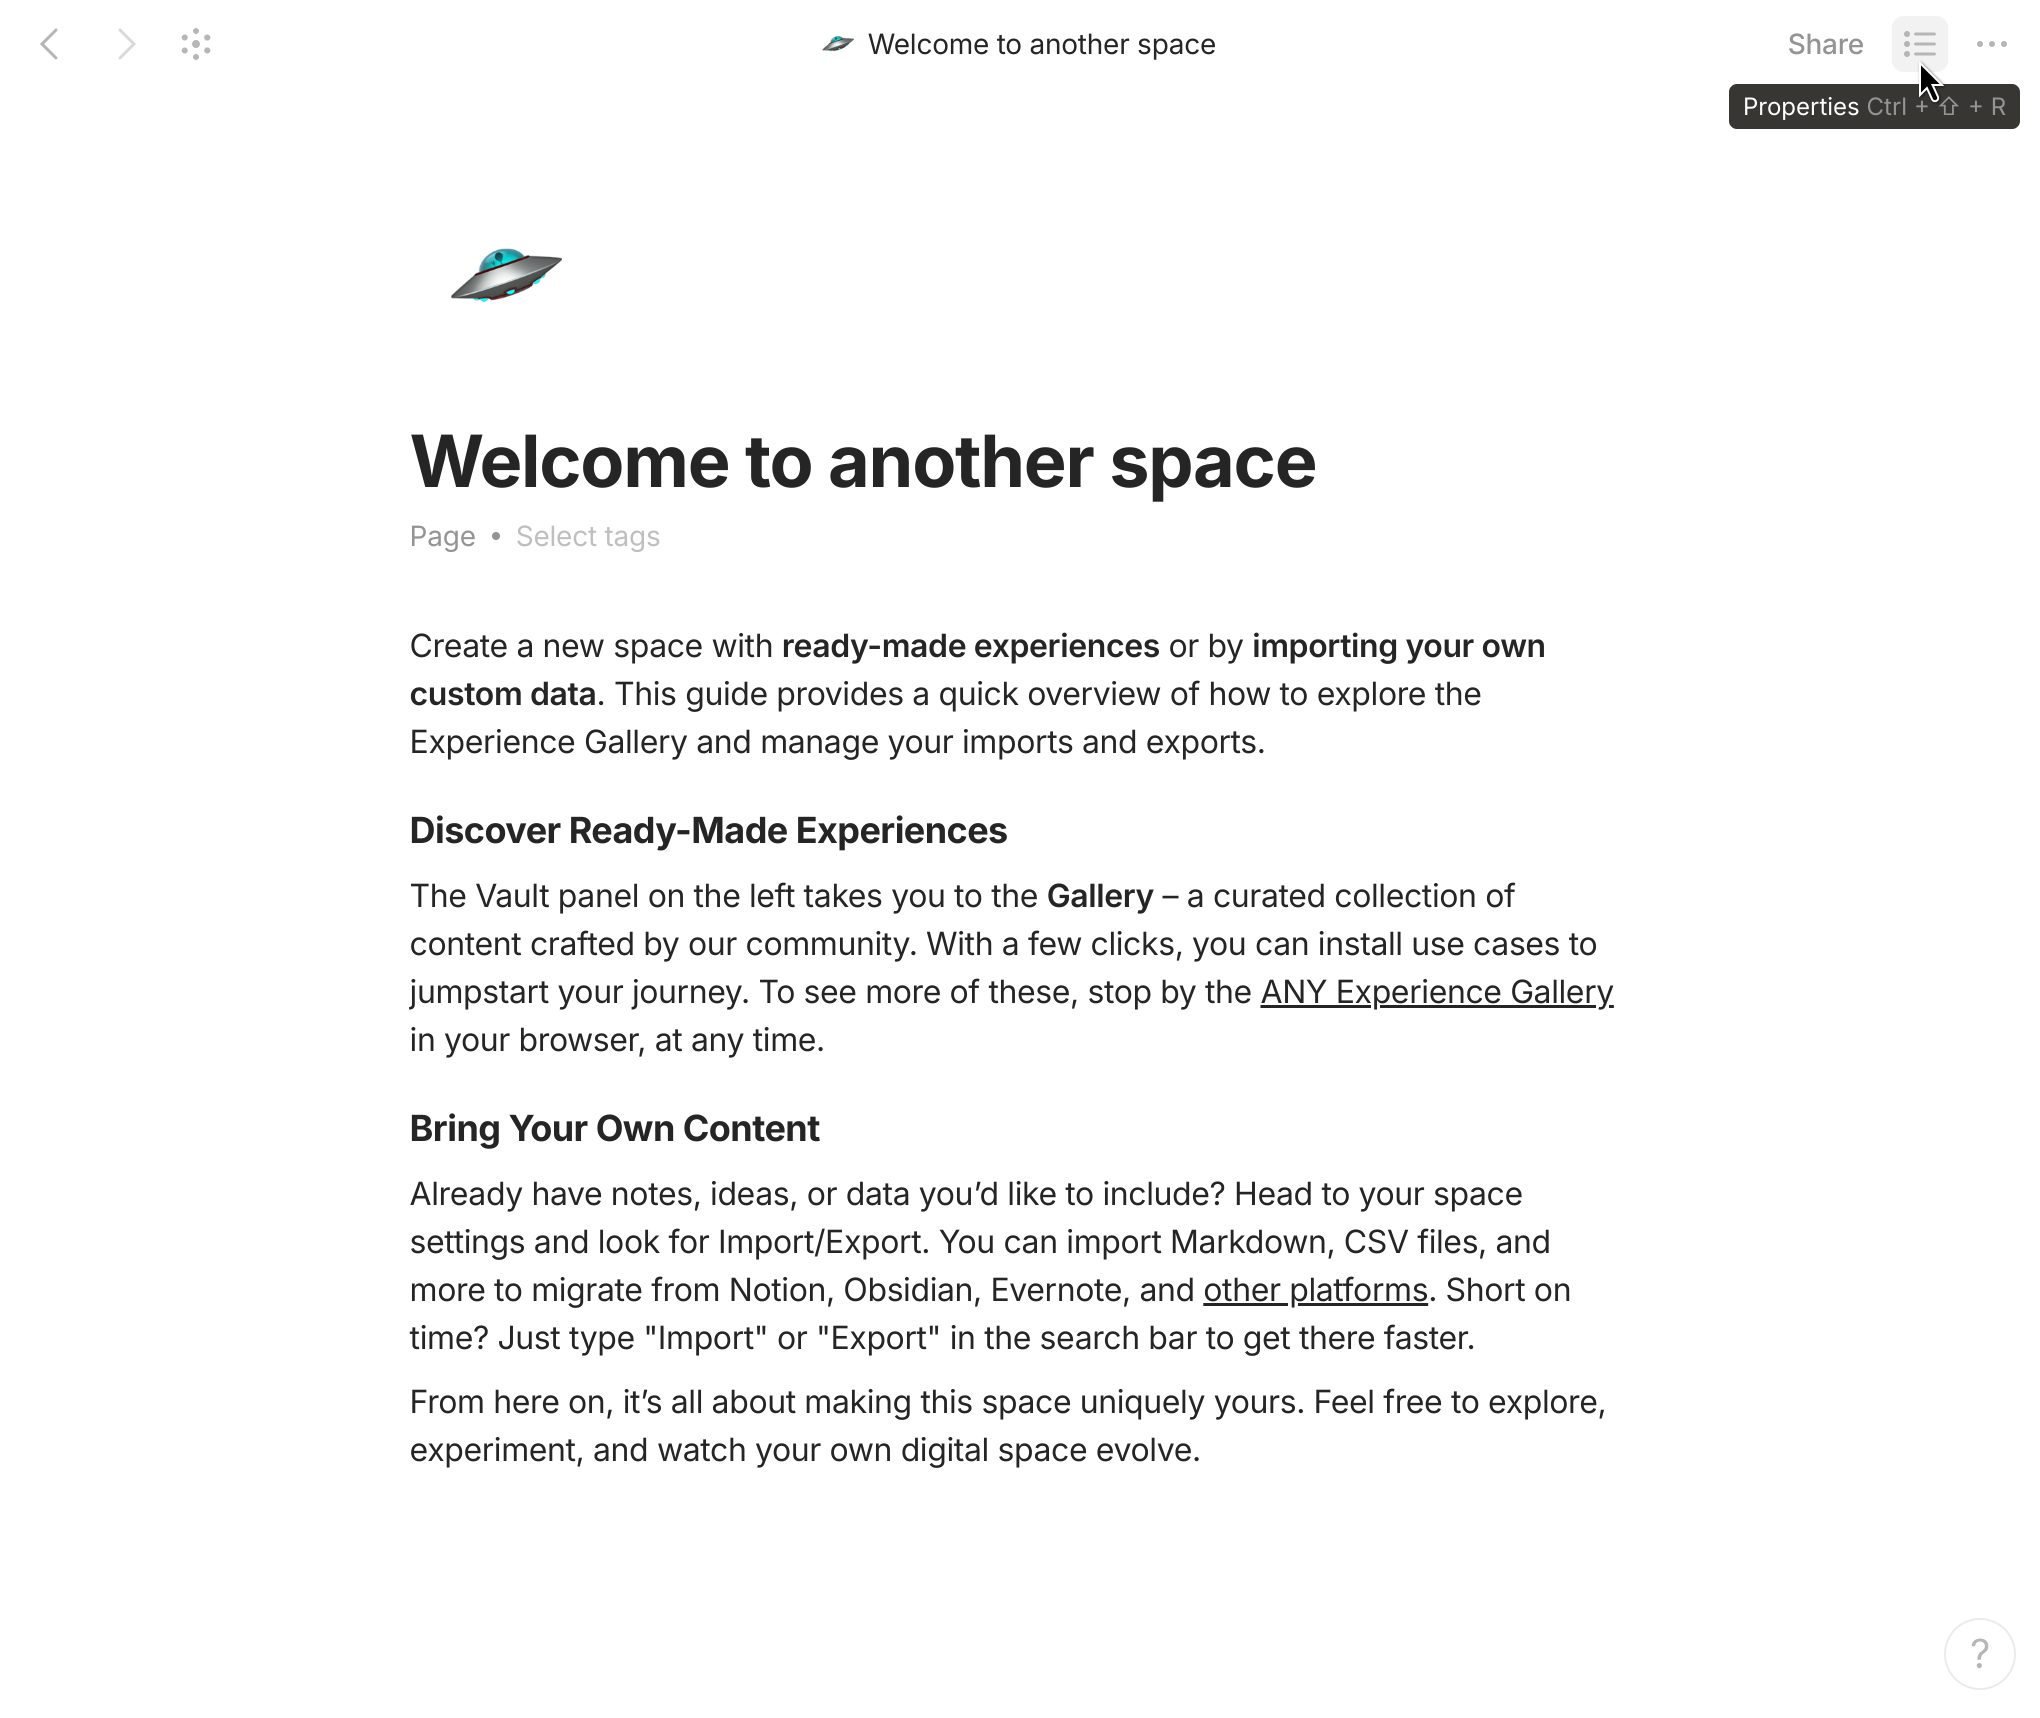 Welcome to another space
Share
Properties Ctrl + ⇧ + R
Welcome to another space
Page • Select tags
Create a new space with ready-made experiences or by importing your own
custom data. This guide provides a quick overview of how to explore the
Experience Gallery and manage your imports and exports.
Discover Ready-Made Experiences
The Vault panel on the left takes you to the Gallery – a curated collection of
content crafted by our community. With a few clicks, you can install use cases to
jumpstart your journey. To see more of these, stop by the ANY Experience Gallery
in your browser, at any time.
Bring Your Own Content
Already have notes, ideas, or data you’d like to include? Head to your space
settings and look for Import/Export. You can import Markdown, CSV files, and
more to migrate from Notion, Obsidian, Evernote, and other platforms. Short on
time? Just type "Import" or "Export" in the search bar to get there faster.
From here on, it’s all about making this space uniquely yours. Feel free to explore,
experiment, and watch your own digital space evolve.
?